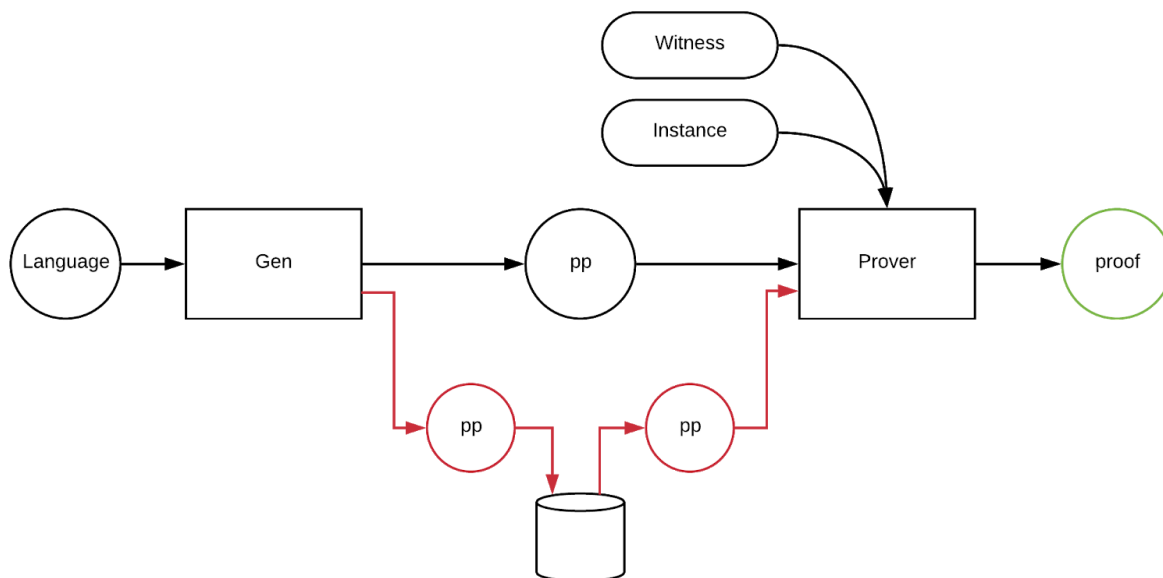 Witness
Instance
Language
Gen
pp
Prover
proof
pp
pp